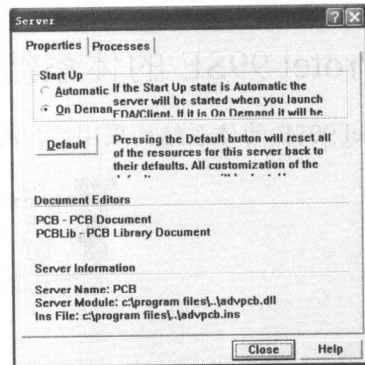 Server
Properties Processes
Start Up
Automatic
On Deman
If the Start Up state is Automatic the
server will be started when you launch
EDA/Client. If it is On Demand it will be
Default
Pressing the Default button will reset all
of the resources for this server back to
their defaults. All customization of the
Document Editors
PCB - PCB Document
PCBLib - PCB Library Document
Server Information
Server Name: PCB
Server Module: c:\program files\..\advpcb.dll
Ins File: c:\program files\..\advpcb.ins
Close Help